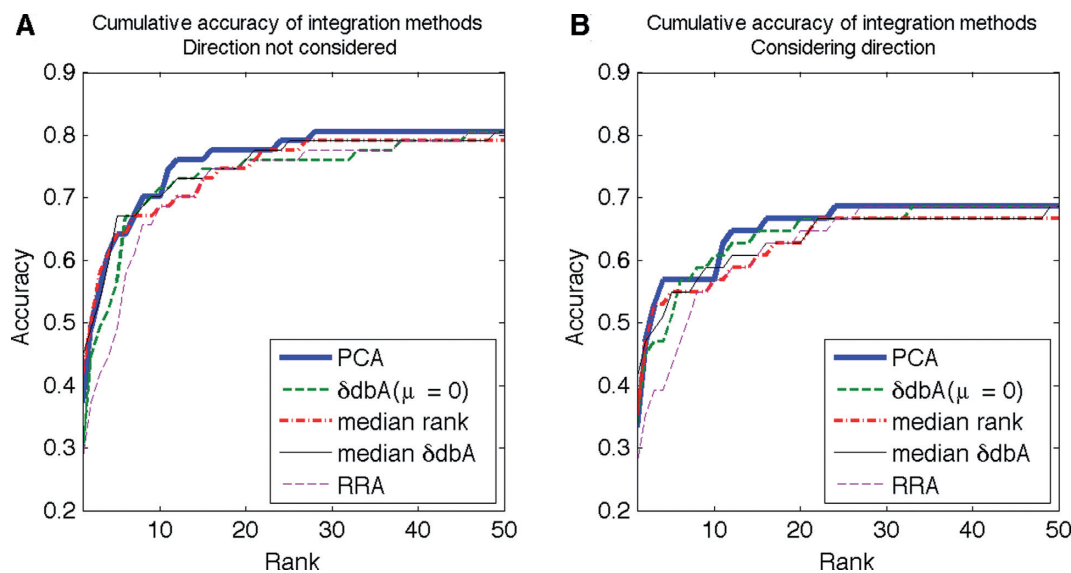 A
Cumulative accuracy of integration methods
Direction not considered
0.9
0.8
0.7
0.6
0.5
0.4
0.3
0.2
Accuracy
10
20
30
40
50
Rank
PCA
δdbA(μ = 0)
median rank
median δdbA
RRA
B
Cumulative accuracy of integration methods
Considering direction
0.9
0.8
0.7
0.6
0.5
0.4
0.3
0.2
Accuracy
10
20
30
40
50
Rank
PCA
δdbA(μ = 0)
median rank
median δdbA
RRA